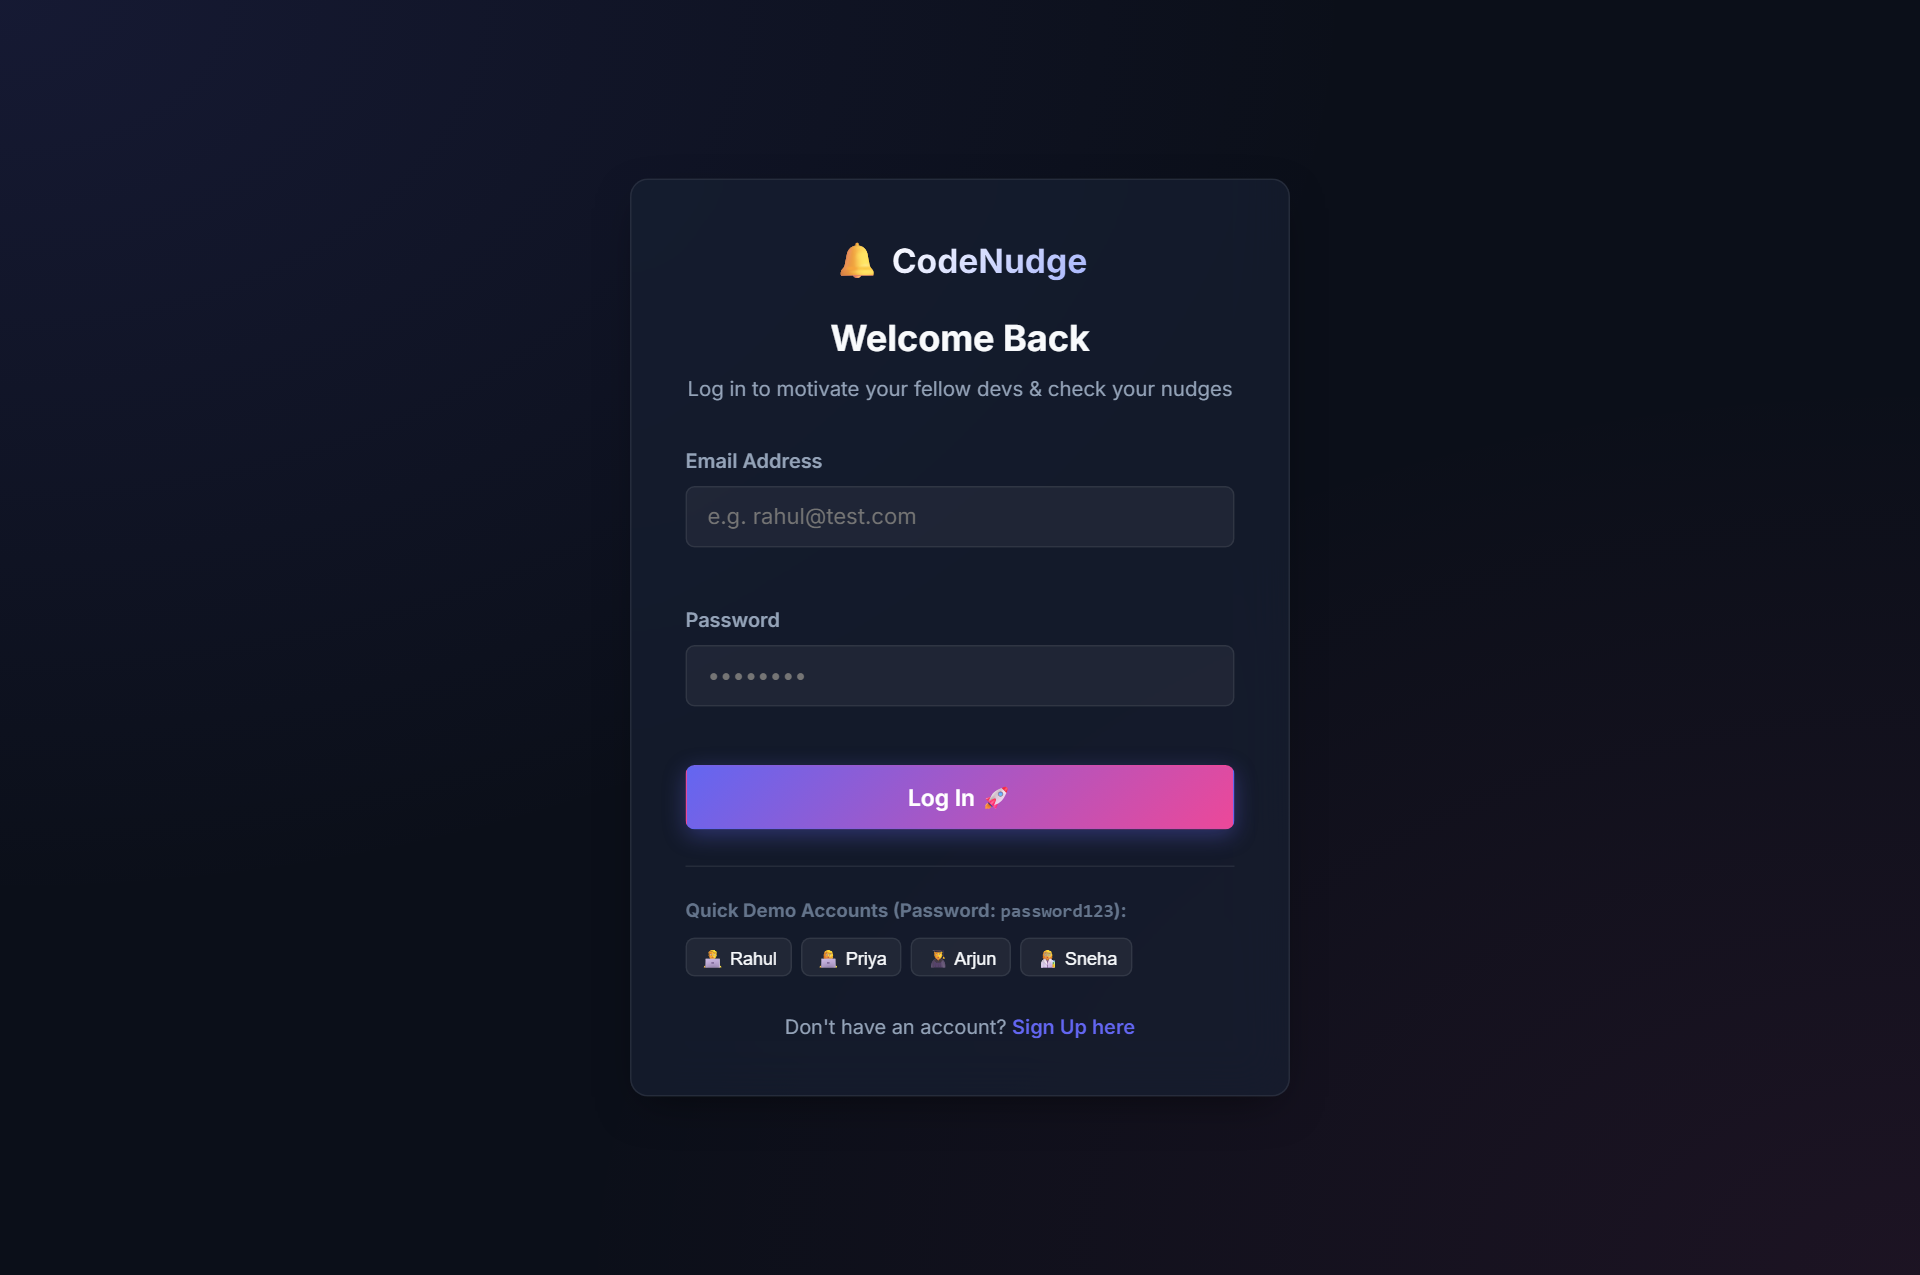 🔔 CodeNudge
Welcome Back
Log in to motivate your fellow devs & check your nudges
Email Address
e.g. rahul@test.com
Password
••••••••
Log In 🚀
Quick Demo Accounts (Password: password123):
Rahul
Priya
Arjun
Sneha
Don't have an account? Sign Up here